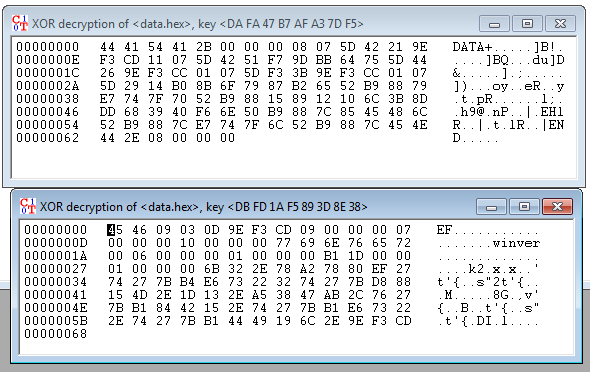 XOR decryption of <data.hex>, key <DA FA 47 B7 AF A3 7D F5>
00000000 44 41 54 41 2B 00 00 00 08 07 5D 42 21 9E DATA+.....]B!.
0000000E F3 CD 11 07 5D 42 51 F7 9D BB 64 75 5D 44 ....]BQ...du]D
0000001C 26 9E F3 CC 01 07 5D F3 3B 9E F3 CC 01 07 &.....].;.....
0000002A 5D 29 14 B0 8B 6F 79 87 B2 65 52 B9 88 79 ])...oy..eR..y
00000038 E7 74 7F 70 52 B9 88 15 89 12 10 6C 3B 8D .t.pR......l;.
00000046 DD 68 39 40 F6 6E 50 B9 88 7C 85 45 48 6C .h9@.nP..|.EHl
00000054 52 B9 88 7C E7 74 7F 6C 52 B9 88 7C 45 4E R..|.t.lR..|EN
00000062 44 2E 08 00 00 00 D.....
XOR decryption of <data.hex>, key <DB FD 1A F5 89 3D 8E 38>
00000000 45 46 09 03 0D 9E F3 CD 09 00 00 00 07 EF...........
0000000D 00 00 00 10 00 00 00 77 69 6E 76 65 72 .......winver
0000001A 00 06 00 00 00 01 00 00 00 B1 1D 00 00 .............
00000027 01 00 00 00 6B 32 2E 78 A2 78 80 EF 27 ....k2.x.x..'
00000034 74 27 7B B4 E6 73 22 32 74 27 7B D8 88 t'{..s"2t'{..
00000041 15 4D 2E 1D 13 2E A5 38 47 AB 2C 76 27 .M.....8G.,v'
0000004E 7B B1 84 42 15 2E 74 27 7B B1 E6 73 22 {..B..t'{..s"
0000005B 2E 74 27 7B B1 44 49 19 6C 2E 9E F3 CD .t'{.DI.l....
00000068